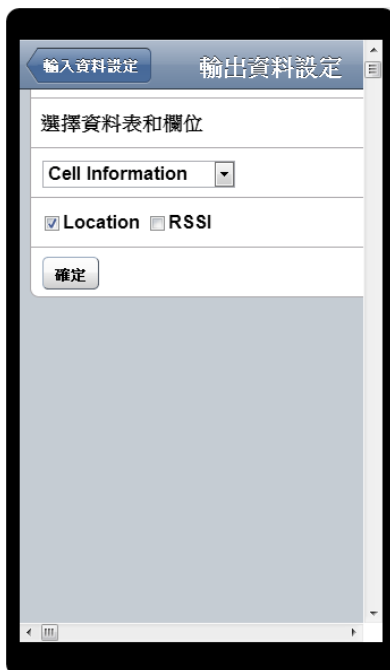 輸入資料設定
輸出資料設定
選擇資料表和欄位
Cell Information
Location RSSI
確定